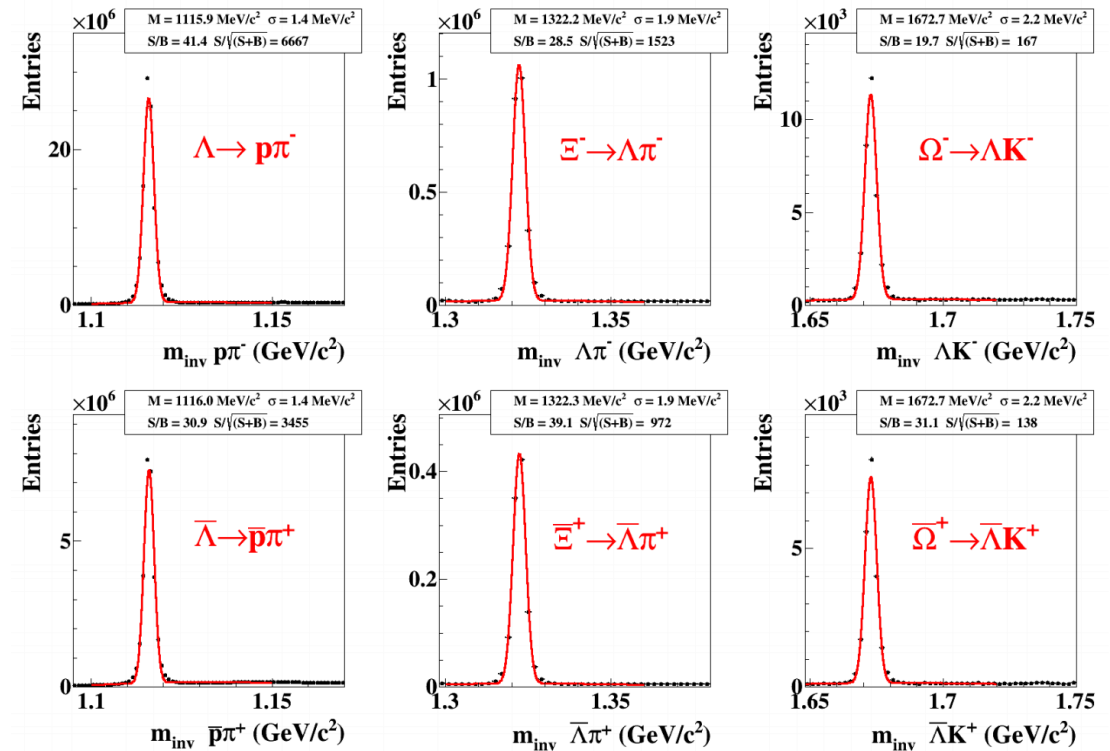 ×10⁶
M = 1115.9 MeV/c² σ = 1.4 MeV/c²
S/B = 41.4 S/√(S+B) = 6667
Entries
20
0
Λ→ pπ⁻
1.1
1.15
m_inv pπ⁻ (GeV/c²)
×10⁶
M = 1322.2 MeV/c² σ = 1.9 MeV/c²
S/B = 28.5 S/√(S+B) = 1523
Entries
1
0.5
0
Ξ⁻→Λπ⁻
1.3
1.35
m_inv Λπ⁻ (GeV/c²)
×10³
M = 1672.7 MeV/c² σ = 2.2 MeV/c²
S/B = 19.7 S/√(S+B) = 167
Entries
10
5
0
Ω⁻→ΛK⁻
1.65
1.7
1.75
m_inv ΛK⁻ (GeV/c²)
×10⁶
M = 1116.0 MeV/c² σ = 1.4 MeV/c²
S/B = 30.9 S/√(S+B) = 3455
Entries
5
0
Λ̅→p̅π⁺
1.1
1.15
m_inv p̅π⁺ (GeV/c²)
×10⁶
M = 1322.3 MeV/c² σ = 1.9 MeV/c²
S/B = 39.1 S/√(S+B) = 972
Entries
0.4
0.2
0
Ξ̅⁺→Λ̅π⁺
1.3
1.35
m_inv Λ̅π⁺ (GeV/c²)
×10³
M = 1672.7 MeV/c² σ = 2.2 MeV/c²
S/B = 31.1 S/√(S+B) = 138
Entries
5
0
Ω̅⁺→Λ̅K⁺
1.65
1.7
1.75
m_inv Λ̅K⁺ (GeV/c²)